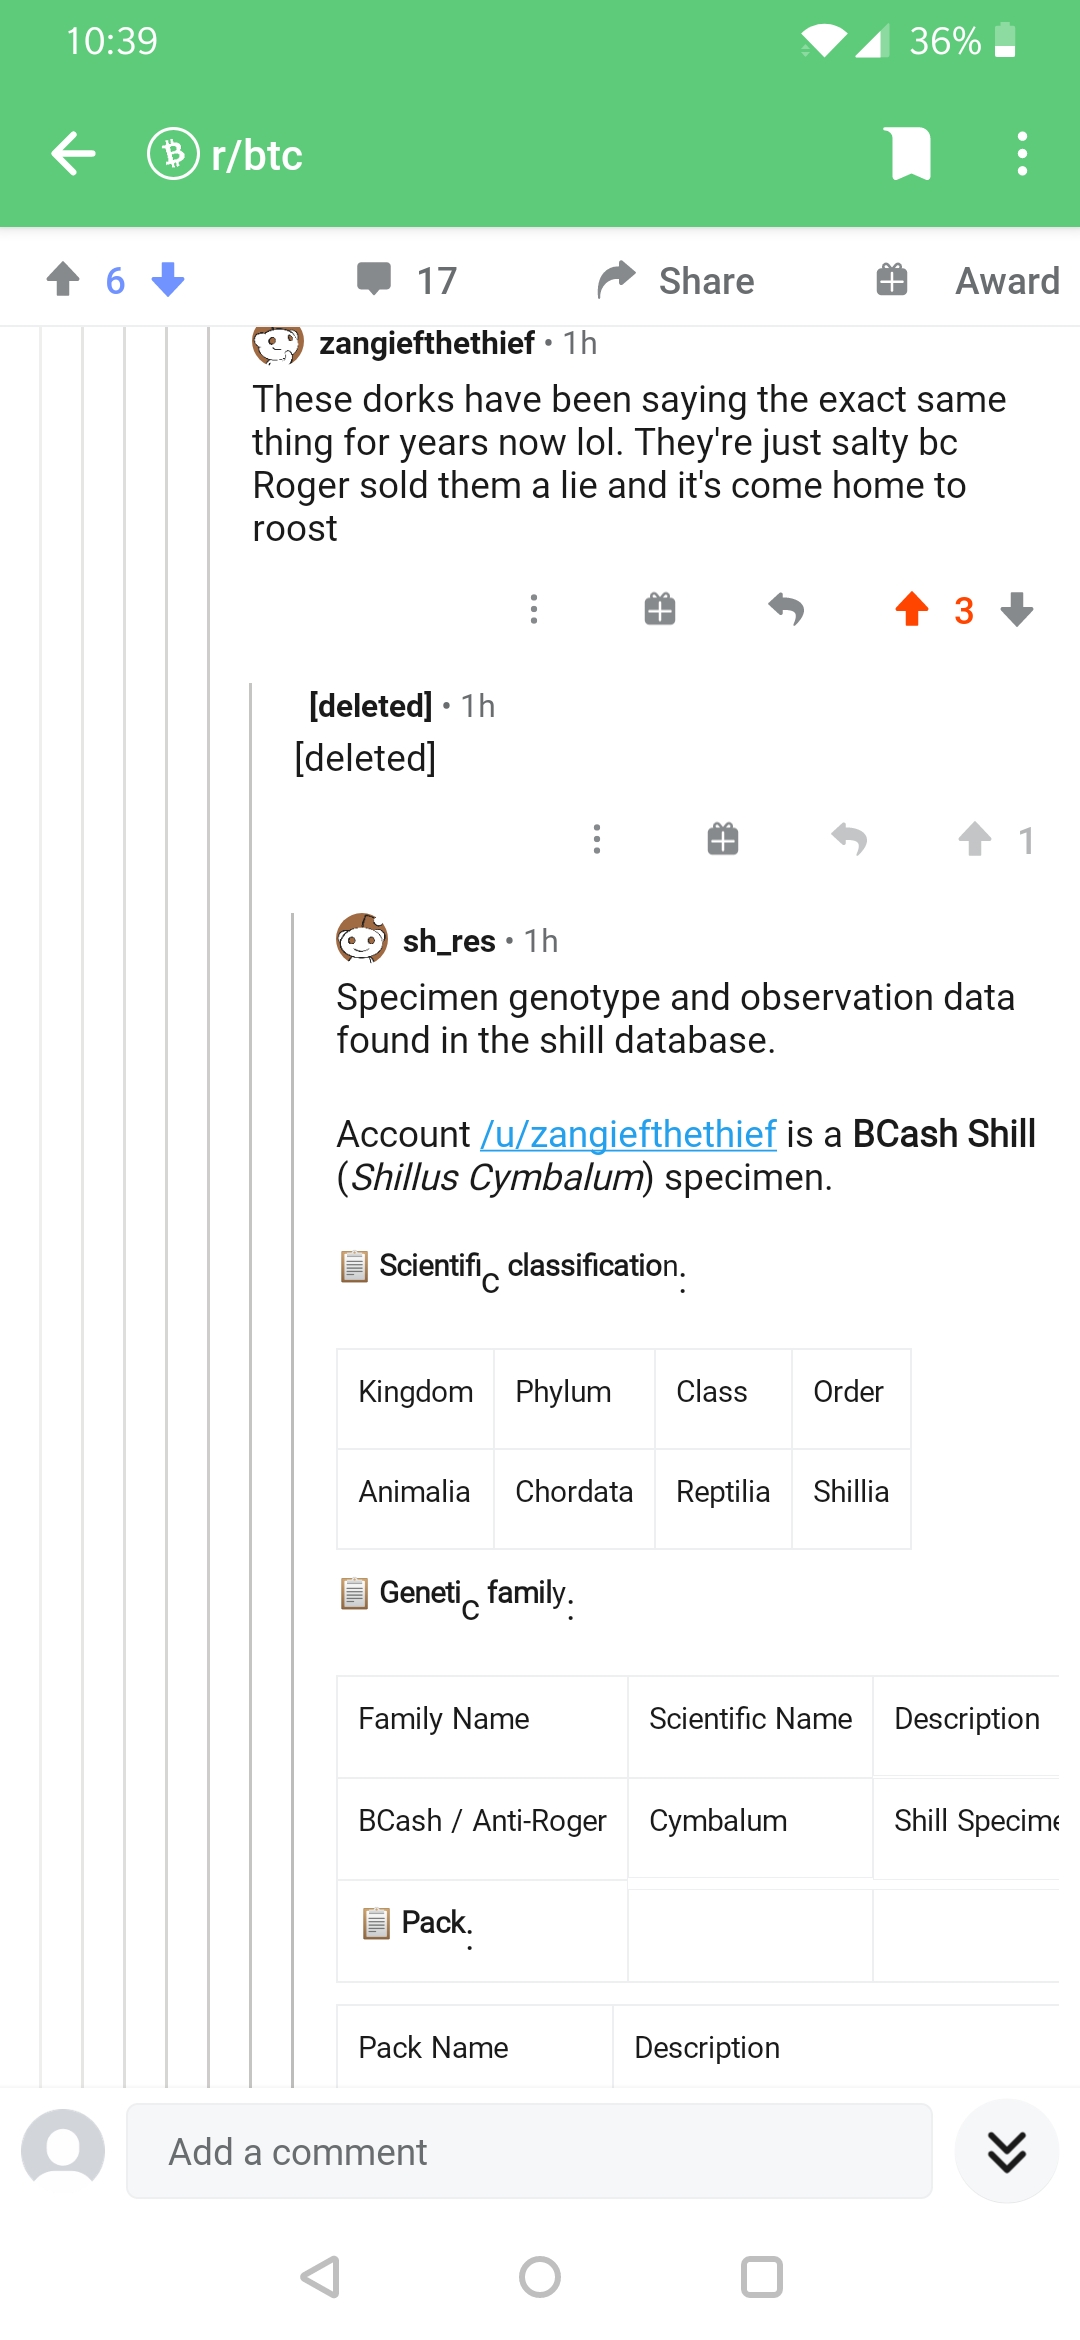 10:39
36%
r/btc
6
17
Share
Award
zangiefthethief • 1h
These dorks have been saying the exact same
thing for years now lol. They're just salty bc
Roger sold them a lie and it's come home to
roost
3
[deleted] • 1h
[deleted]
1
sh_res • 1h
Specimen genotype and observation data
found in the shill database.
Account /u/zangiefthethief is a BCash Shill
(Shillus Cymbalum) specimen.
📋 Scientific classification:
Kingdom Phylum Class Order
Animalia Chordata Reptilia Shillia
📋 Genetic family:
Family Name Scientific Name Description
BCash / Anti-Roger Cymbalum Shill Specime
📋 Pack:
Pack Name Description
Add a comment